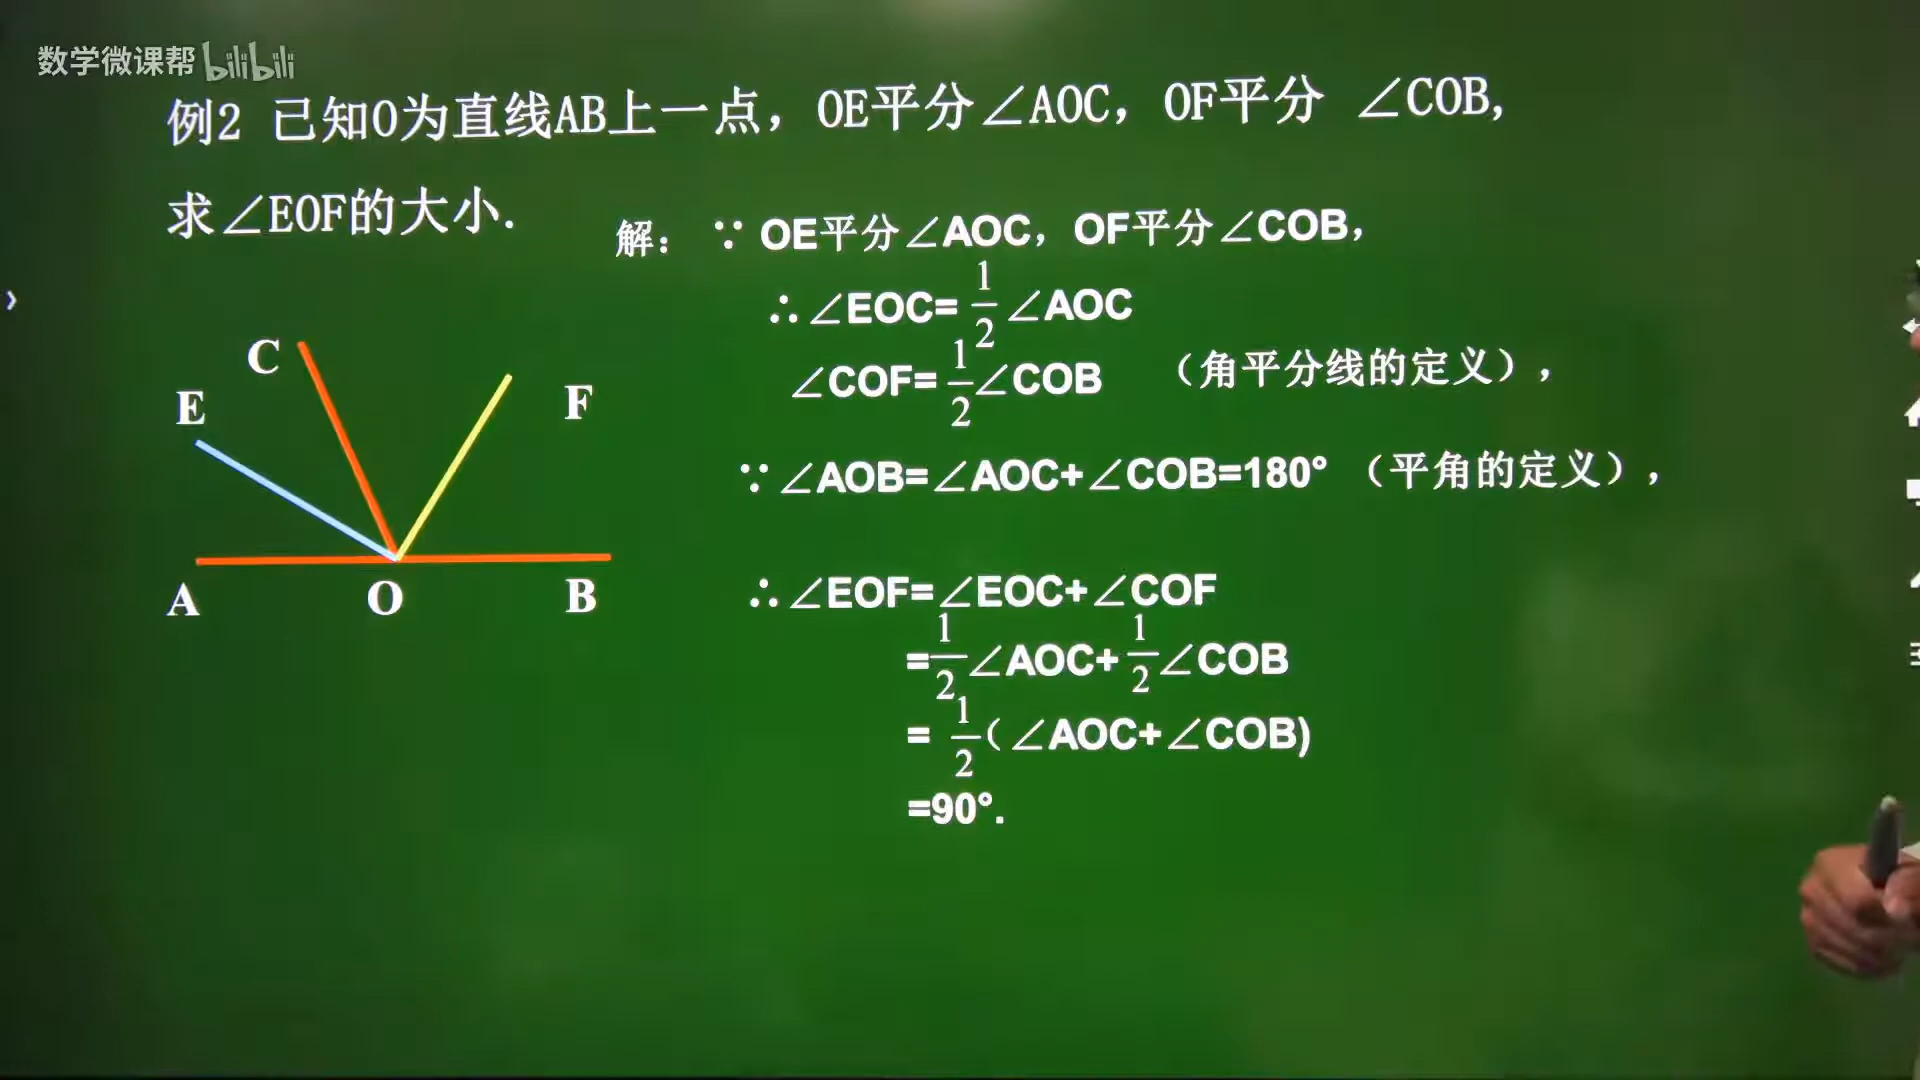 数学微课帮 bilibili
例2 已知O为直线AB上一点，OE平分∠AOC，OF平分 ∠COB,
求∠EOF的大小.
解： ∵ OE平分∠AOC，OF平分∠COB，
∴∠EOC= 1/2 ∠AOC
∠COF= 1/2 ∠COB （角平分线的定义），
∵∠AOB=∠AOC+∠COB=180° （平角的定义），
∴∠EOF=∠EOC+∠COF
= 1/2 ∠AOC+ 1/2 ∠COB
= 1/2 （∠AOC+∠COB)
=90°.
C
E
F
A
O
B